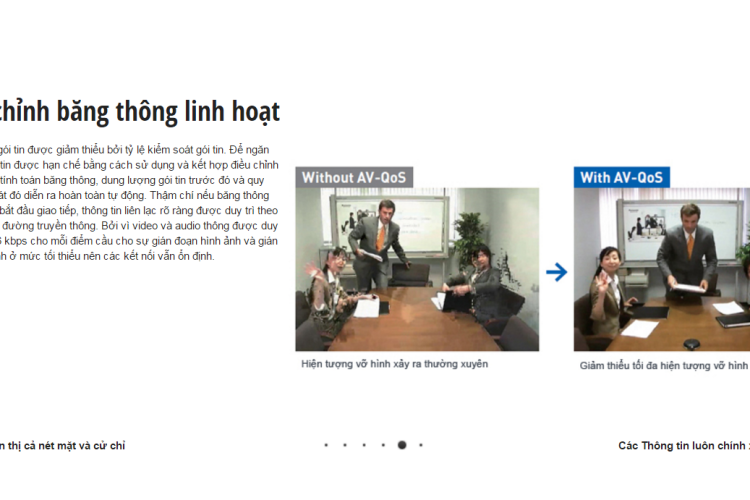 chỉnh băng thông linh hoạt
gói tin được giảm thiểu bởi tỷ lệ kiểm soát gói tin. Để ngăn
tin được hạn chế bằng cách sử dụng và kết hợp điều chỉnh
tính toán băng thông, dung lượng gói tin trước đó và quy
đó diễn ra hoàn toàn tự động. Thậm chí nếu băng thông
bắt đầu giao tiếp, thông tin liên lạc rõ ràng được duy trì theo
đường truyền thông. Bởi vì video và audio thông được duy
kbps cho mỗi điểm cầu cho sự gián đoạn hình ảnh và gián
ở mức tối thiểu nên các kết nối vẫn ổn định.
Without AV-QoS
With AV-QoS
Hiện tượng vỡ hình xảy ra thường xuyên
Giảm thiểu tối đa hiện tượng vỡ hình
thị cả nét mặt và cử chỉ
Các Thông tin luôn chính